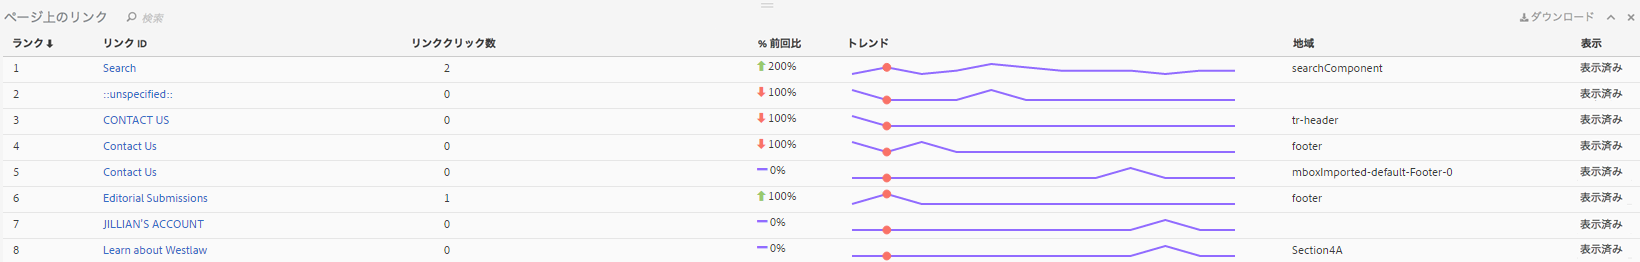 ページ上のリンク 検索 ダウンロード
ランク リンク ID リンククリック数 % 前回比 トレンド 地域 表示
1 Search 2 200% searchComponent 表示済み
2 ::unspecified:: 0 100% 表示済み
3 CONTACT US 0 100% tr-header 表示済み
4 Contact Us 0 100% footer 表示済み
5 Contact Us 0 0% mboxImported-default-Footer-0 表示済み
6 Editorial Submissions 1 100% footer 表示済み
7 JILLIAN'S ACCOUNT 0 0% 表示済み
8 Learn about Westlaw 0 0% Section4A 表示済み